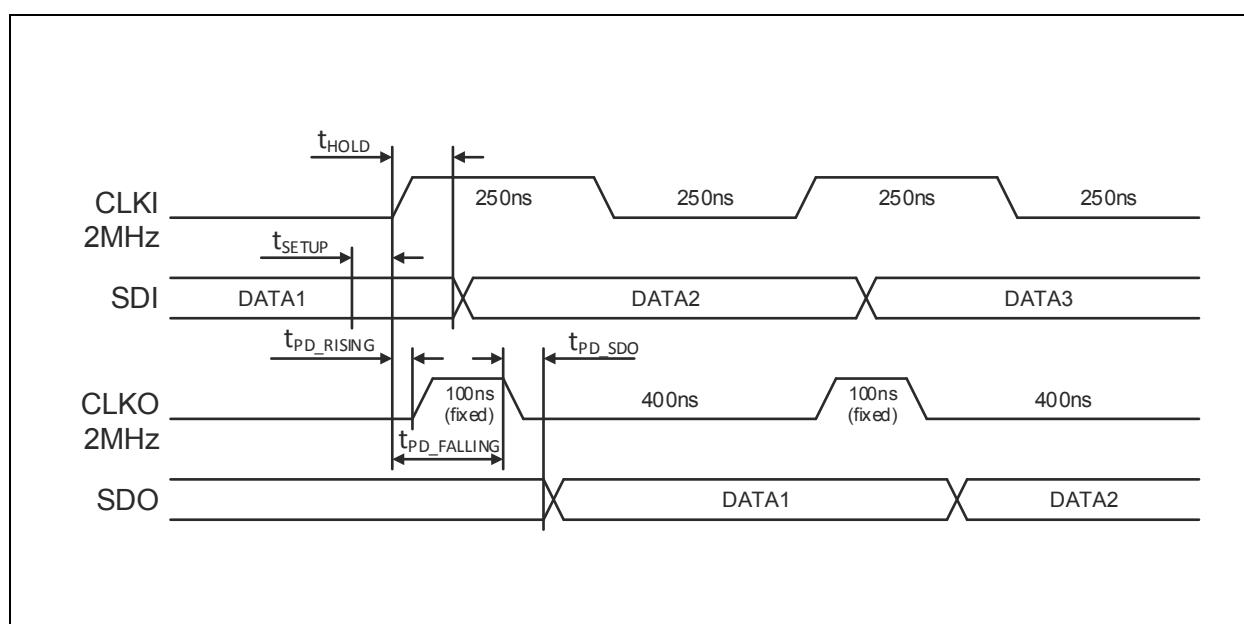 tHOLD
CLKI
2MHz
250ns 250ns 250ns 250ns
tSETUP
SDI
DATA1 DATA2 DATA3
tPD_RISING tPD_SDO
CLKO
2MHz
100ns
(fixed)
400ns
100ns
(fixed)
400ns
tPD_FALLING
SDO
DATA1 DATA2